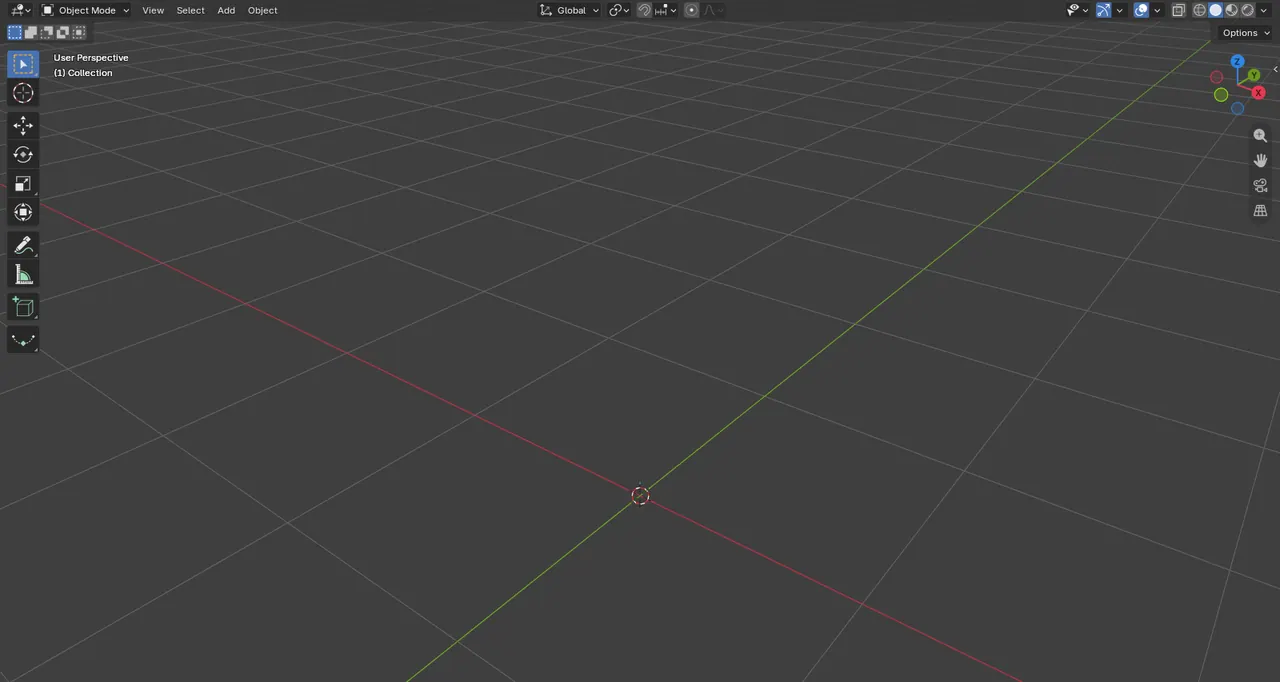 Object Mode View Select Add Object Global
Options
User Perspective
(1) Collection
Z
Y
X